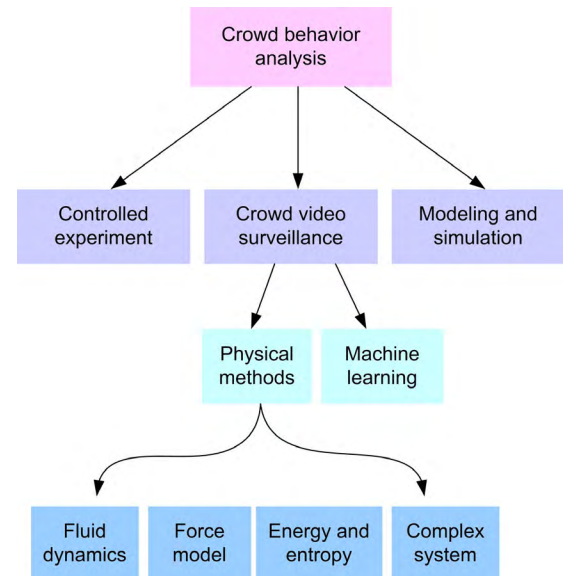 Crowd behavior
analysis
Controlled
experiment
Crowd video
surveillance
Modeling and
simulation
Physical
methods
Machine
learning
Fluid
dynamics
Force
model
Energy and
entropy
Complex
system